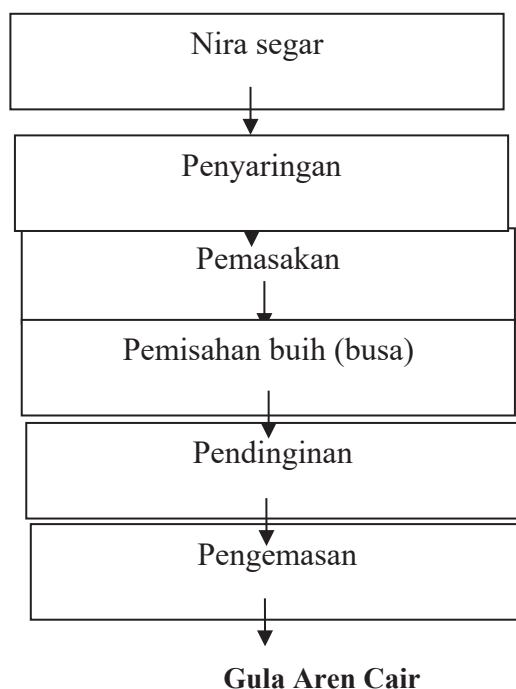 Nira segar
Penyaringan
Pemasakan
Pemisahan buih (busa)
Pendinginan
Pengemasan
Gula Aren Cair